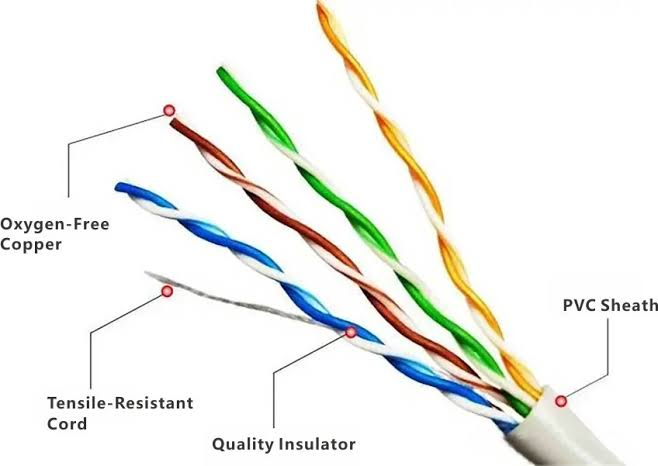 Oxygen-Free
Copper
PVC Sheath
Tensile-Resistant
Cord
Quality Insulator